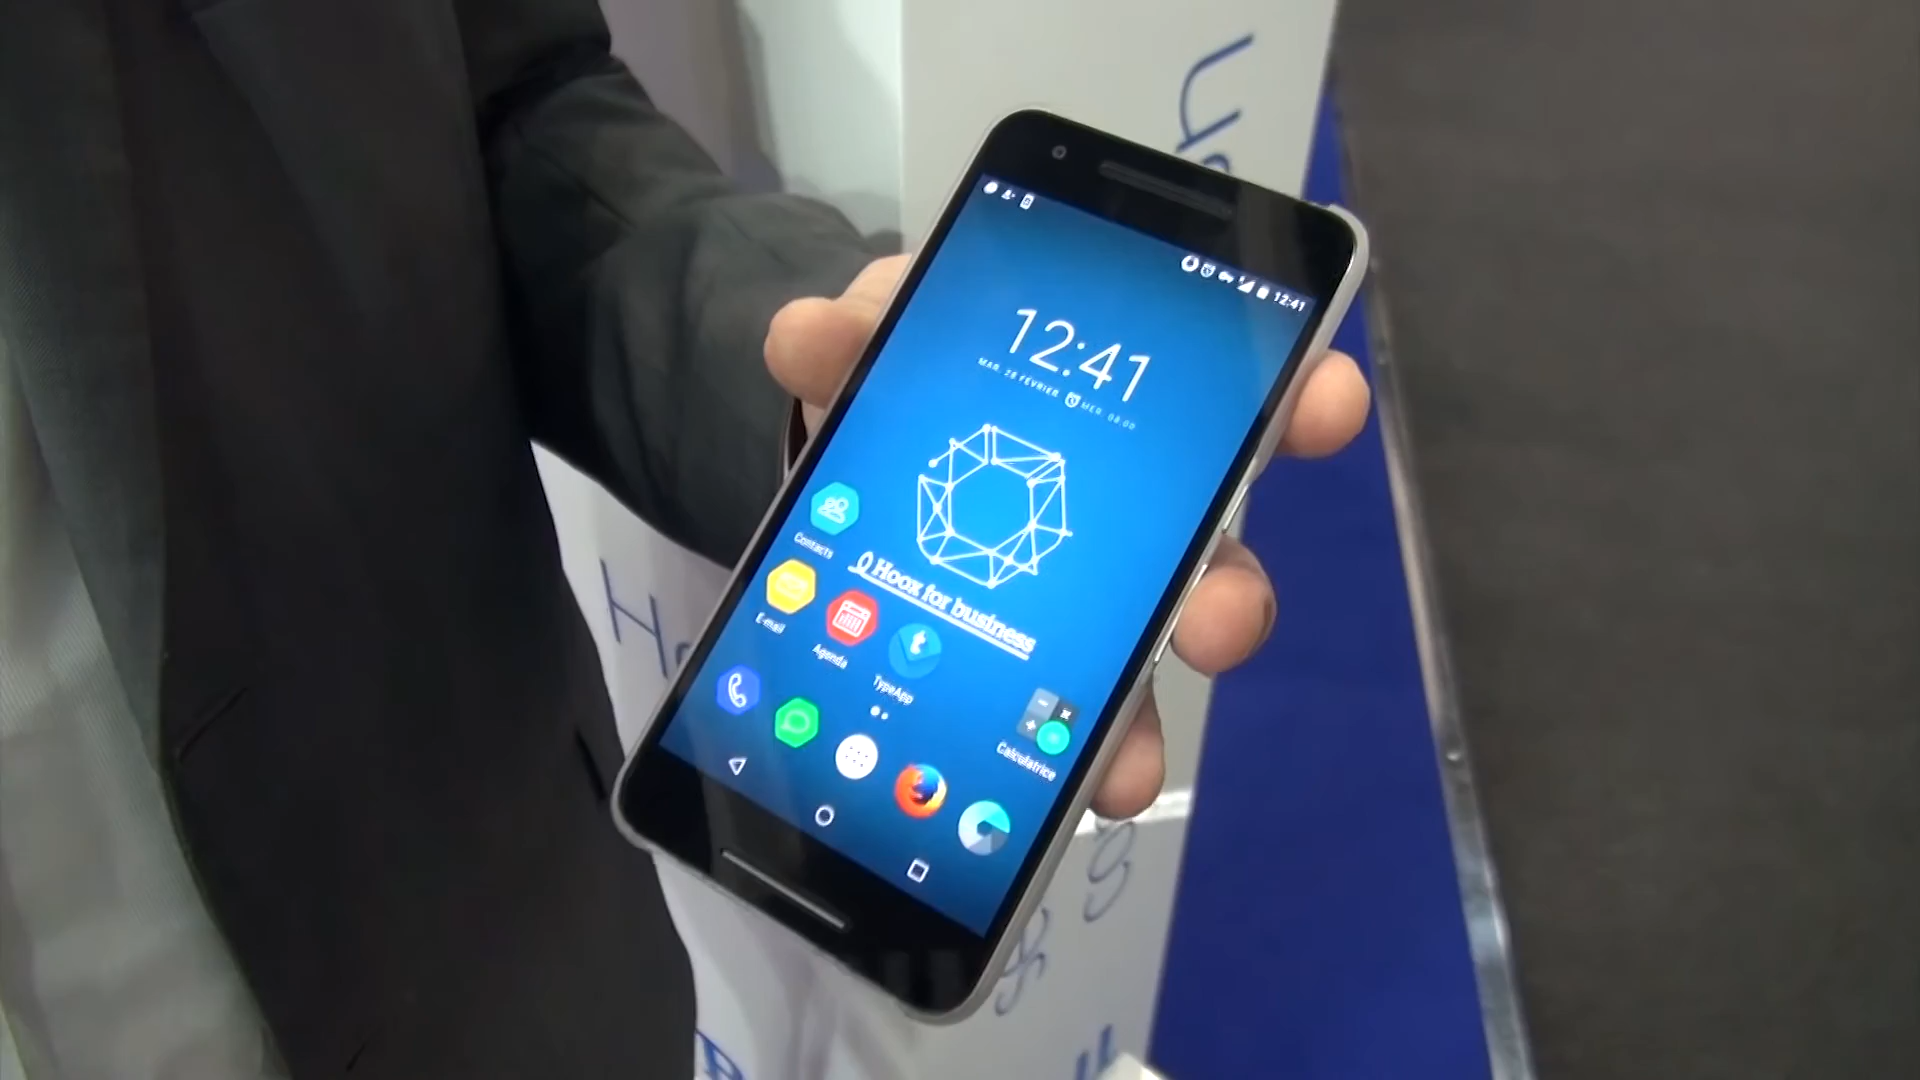 12:41
12:41
MAR. 28 FÉVRIER MER. 08:00
Hoox for business
Contacts
E-mail
Agenda
TypeApp
Calculatrice